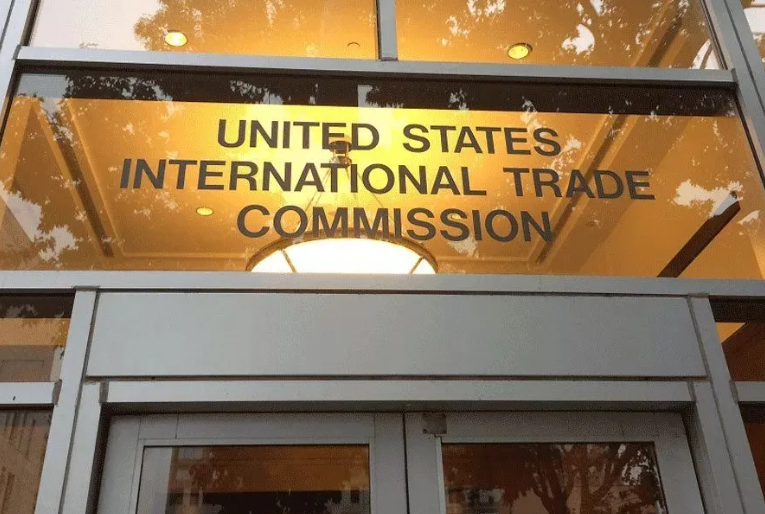 UNITED STATES
INTERNATIONAL TRADE
COMMISSION